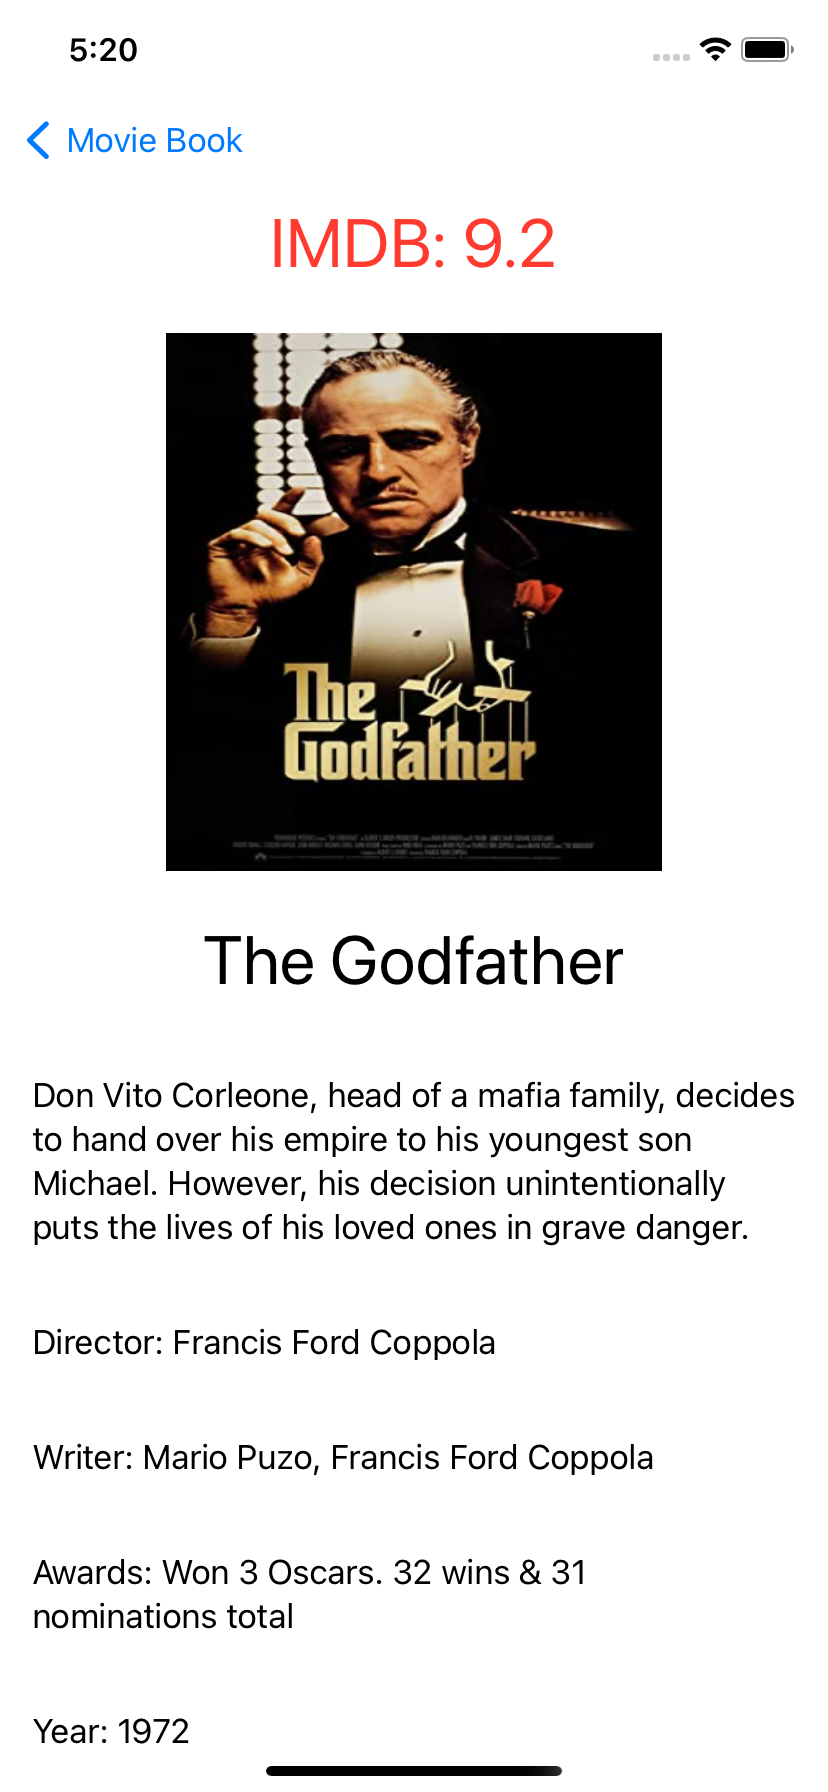 5:20
Movie Book
IMDB: 9.2
The
Godfather
The Godfather
Don Vito Corleone, head of a mafia family, decides
to hand over his empire to his youngest son
Michael. However, his decision unintentionally
puts the lives of his loved ones in grave danger.
Director: Francis Ford Coppola
Writer: Mario Puzo, Francis Ford Coppola
Awards: Won 3 Oscars. 32 wins & 31
nominations total
Year: 1972